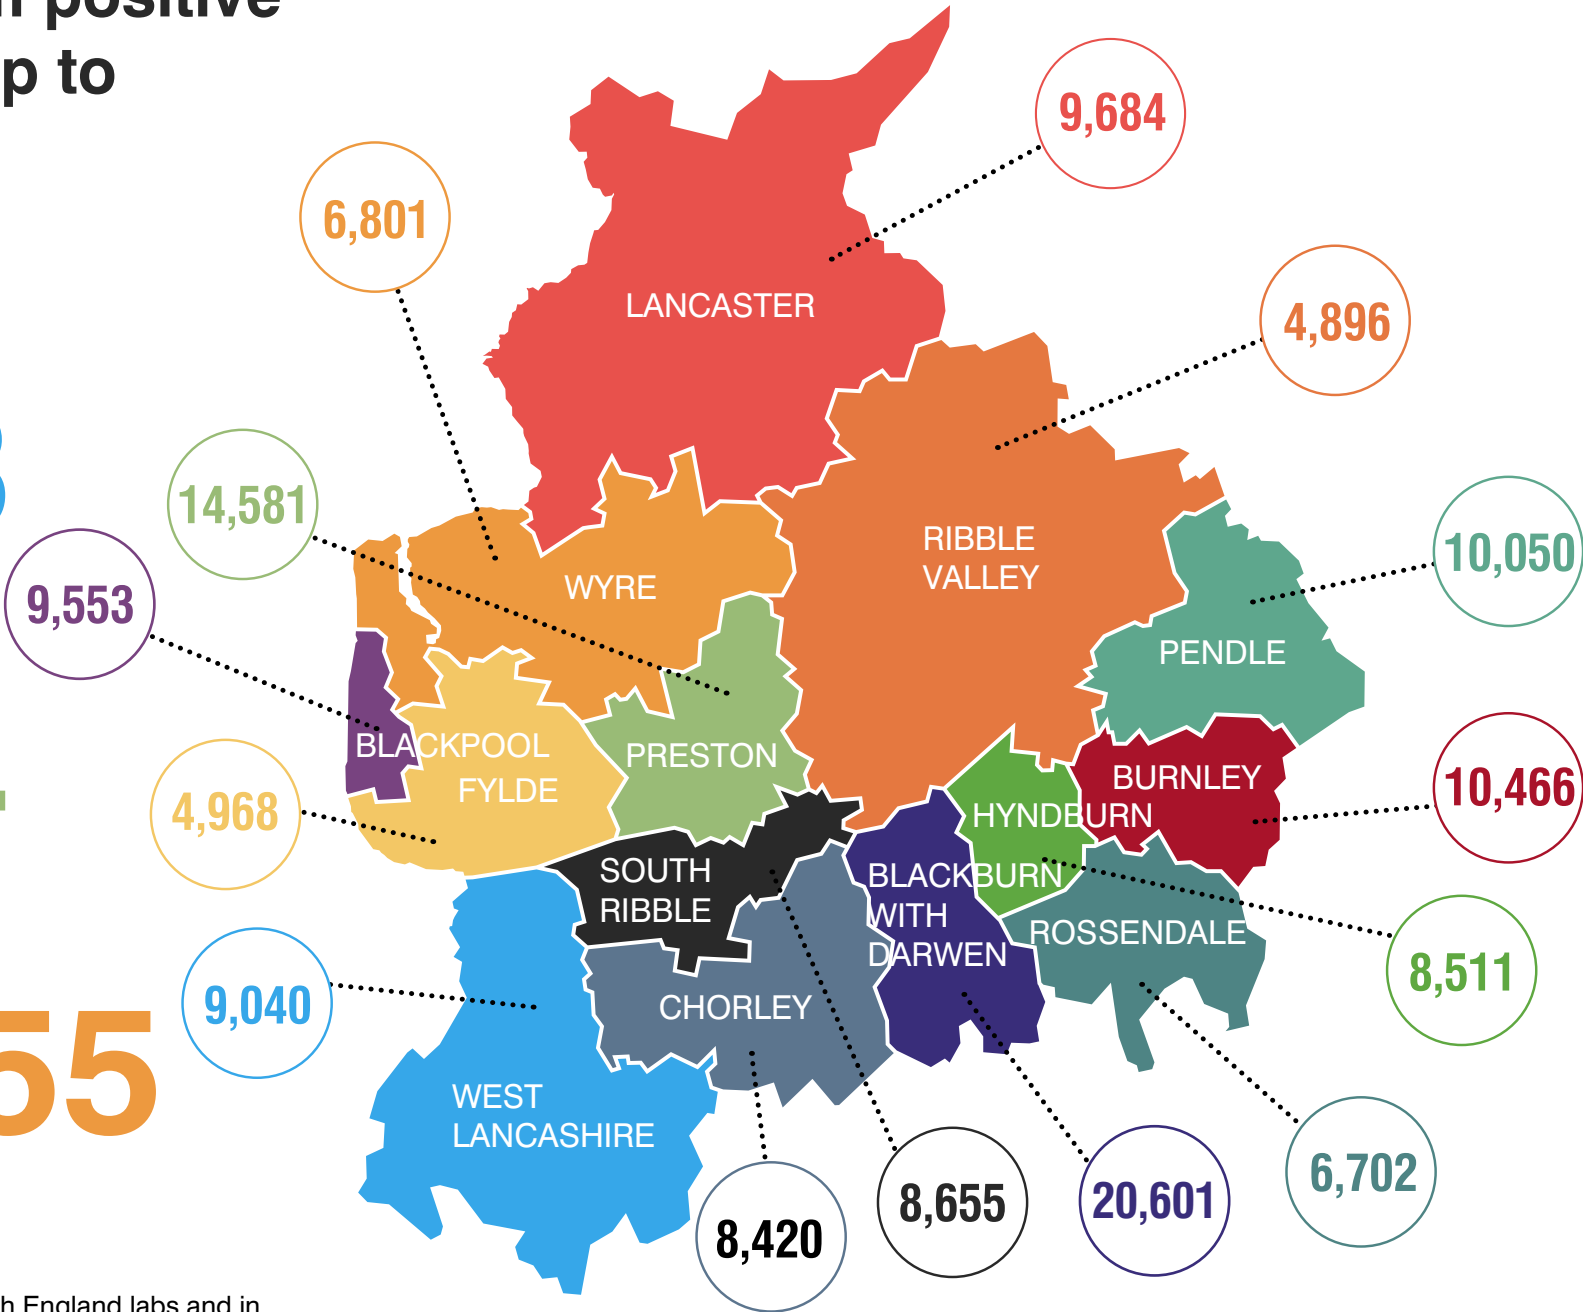 positive
p to
9,684
6,801
LANCASTER
4,896
14,581
RIBBLE
VALLEY
10,050
WYRE
9,553
PENDLE
BLACKPOOL
PRESTON
FYLDE
BURNLEY
10,466
4,968
HYNDBURN
SOUTH
RIBBLE
BLACKBURN
WITH
DARWEN
ROSSENDALE
8,511
9,040
CHORLEY
55
WEST
LANCASHIRE
6,702
8,655
20,601
8,420
h England labs and in